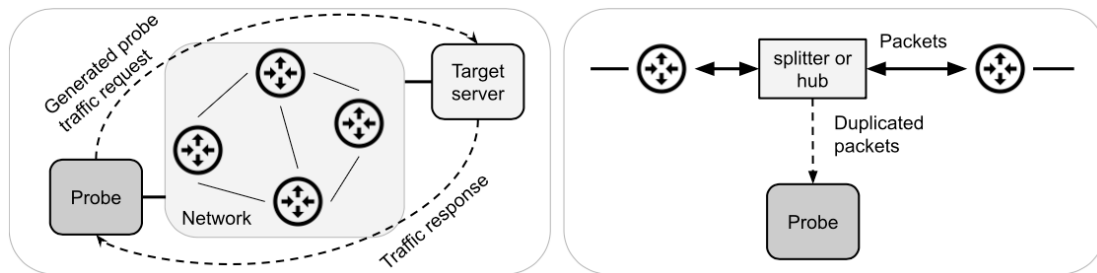 Generated probe
traffic request
Target
server
Probe
Network
Traffic response
splitter or
hub
Packets
Duplicated
packets
Probe